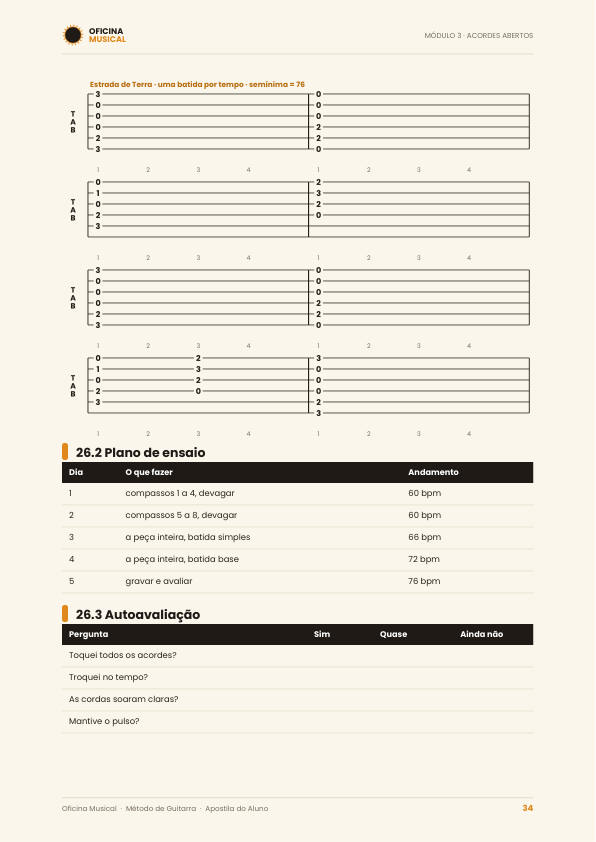 OFICINA
MUSICAL
MÓDULO 3 · ACORDES ABERTOS
Estrada de Terra · uma batida por tempo · semínima = 76
T
A
B
3 0
0 0
0 0
0 2
2 2
3 0
1 2 3 4 1 2 3 4
T
A
B
0 2
1 3
0 2
2 0
3
1 2 3 4 1 2 3 4
T
A
B
3 0
0 0
0 0
0 2
2 2
3 0
1 2 3 4 1 2 3 4
T
A
B
0 2 3
1 3 0
0 2 0
2 0 0
3 2
3
1 2 3 4 1 2 3 4
26.2 Plano de ensaio
Dia O que fazer Andamento
1 compassos 1 a 4, devagar 60 bpm
2 compassos 5 a 8, devagar 60 bpm
3 a peça inteira, batida simples 66 bpm
4 a peça inteira, batida base 72 bpm
5 gravar e avaliar 76 bpm
26.3 Autoavaliação
Pergunta Sim Quase Ainda não
Toquei todos os acordes?
Troquei no tempo?
As cordas soaram claras?
Mantive o pulso?
Oficina Musical · Método de Guitarra · Apostila do Aluno 34